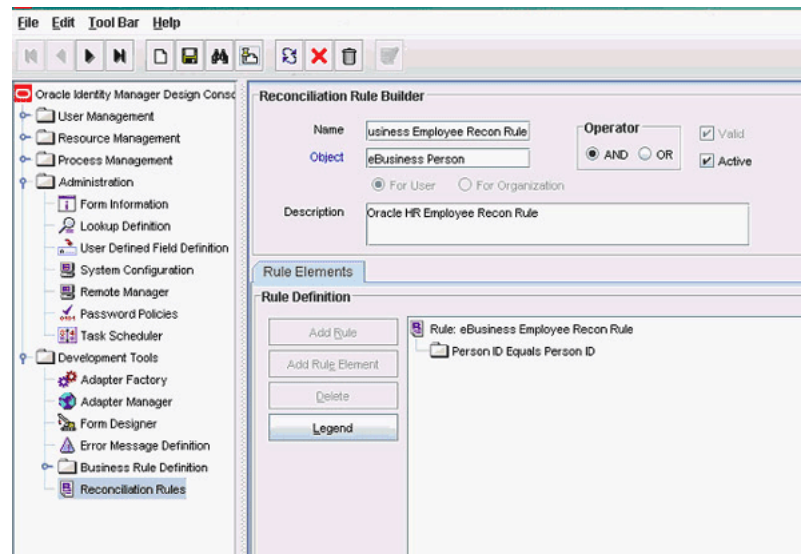 File Edit Tool Bar Help
Oracle Identity Manager Design Conso
User Management
Resource Management
Process Management
Administration
Form Information
Lookup Definition
User Defined Field Definition
System Configuration
Remote Manager
Password Policies
Task Scheduler
Development Tools
Adapter Factory
Adapter Manager
Form Designer
Error Message Definition
Business Rule Definition
Reconciliation Rules
Reconciliation Rule Builder
Name usiness Employee Recon Rule
Operator
AND OR
Valid
Object eBusiness Person
Active
For User For Organization
Description Oracle HR Employee Recon Rule
Rule Elements
Rule Definition
Add Rule
Add Rule Element
Delete
Legend
Rule: eBusiness Employee Recon Rule
Person ID Equals Person ID